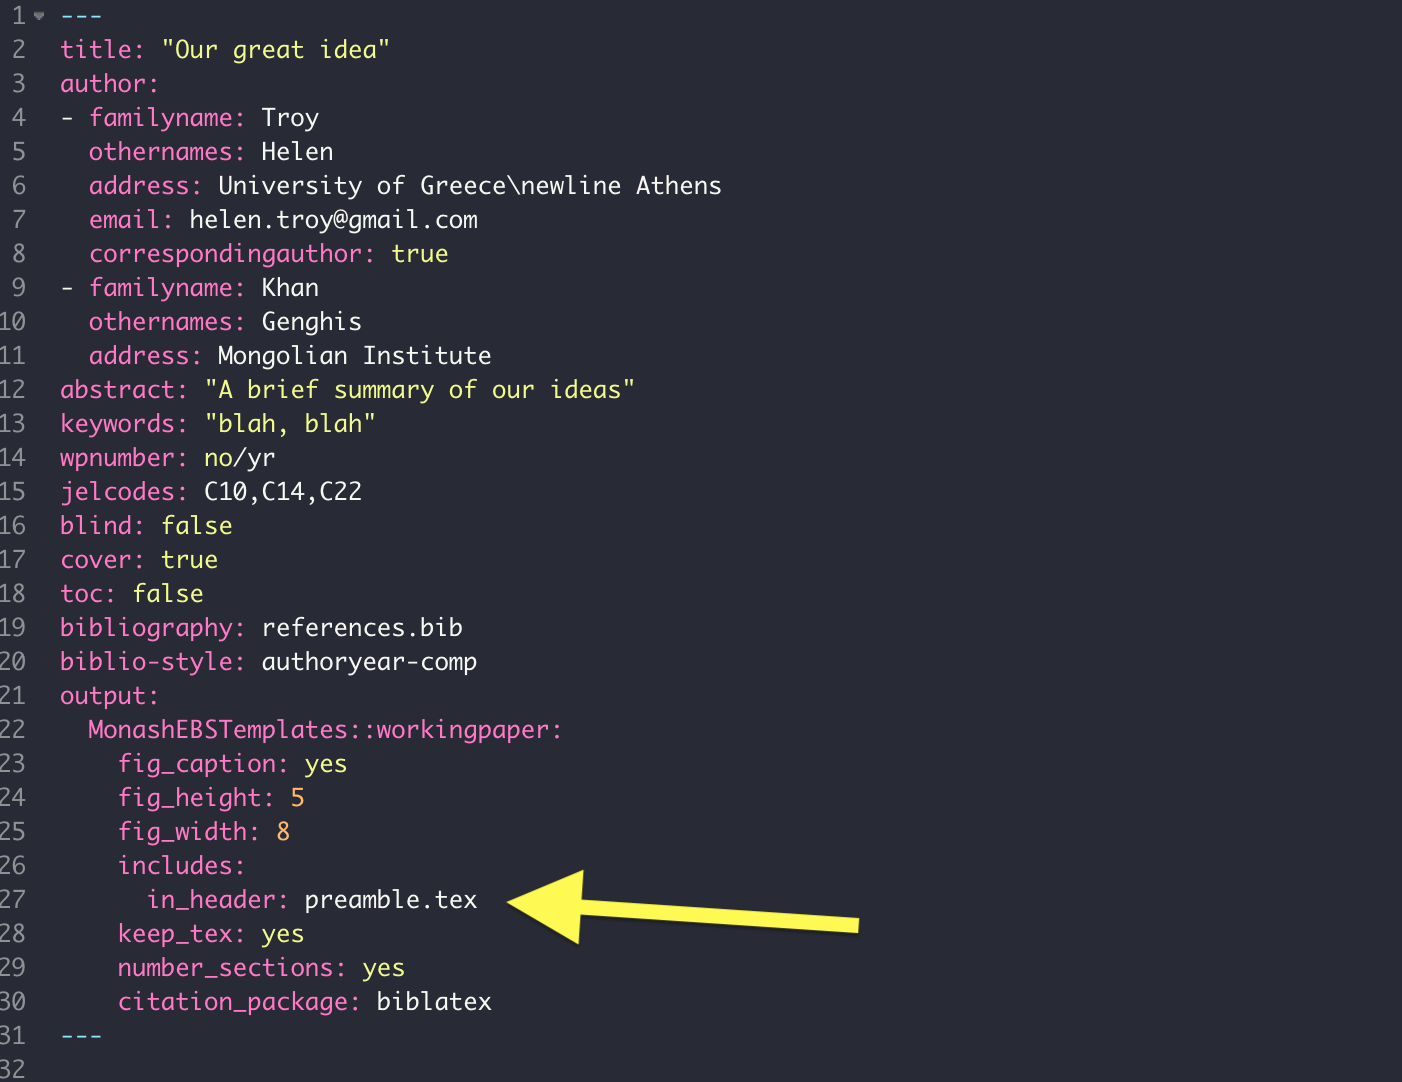 1 ---
2 title: "Our great idea"
3 author:
4 - familyname: Troy
5   othernames: Helen
6   address: University of Greece\newline Athens
7   email: helen.troy@gmail.com
8   correspondingauthor: true
9 - familyname: Khan
10   othernames: Genghis
11   address: Mongolian Institute
12 abstract: "A brief summary of our ideas"
13 keywords: "blah, blah"
14 wpnumber: no/yr
15 jelcodes: C10,C14,C22
16 blind: false
17 cover: true
18 toc: false
19 bibliography: references.bib
20 biblio-style: authoryear-comp
21 output:
22   MonashEBSTemplates::workingpaper:
23     fig_caption: yes
24     fig_height: 5
25     fig_width: 8
26     includes:
27       in_header: preamble.tex
28     keep_tex: yes
29     number_sections: yes
30     citation_package: biblatex
31 ---
32